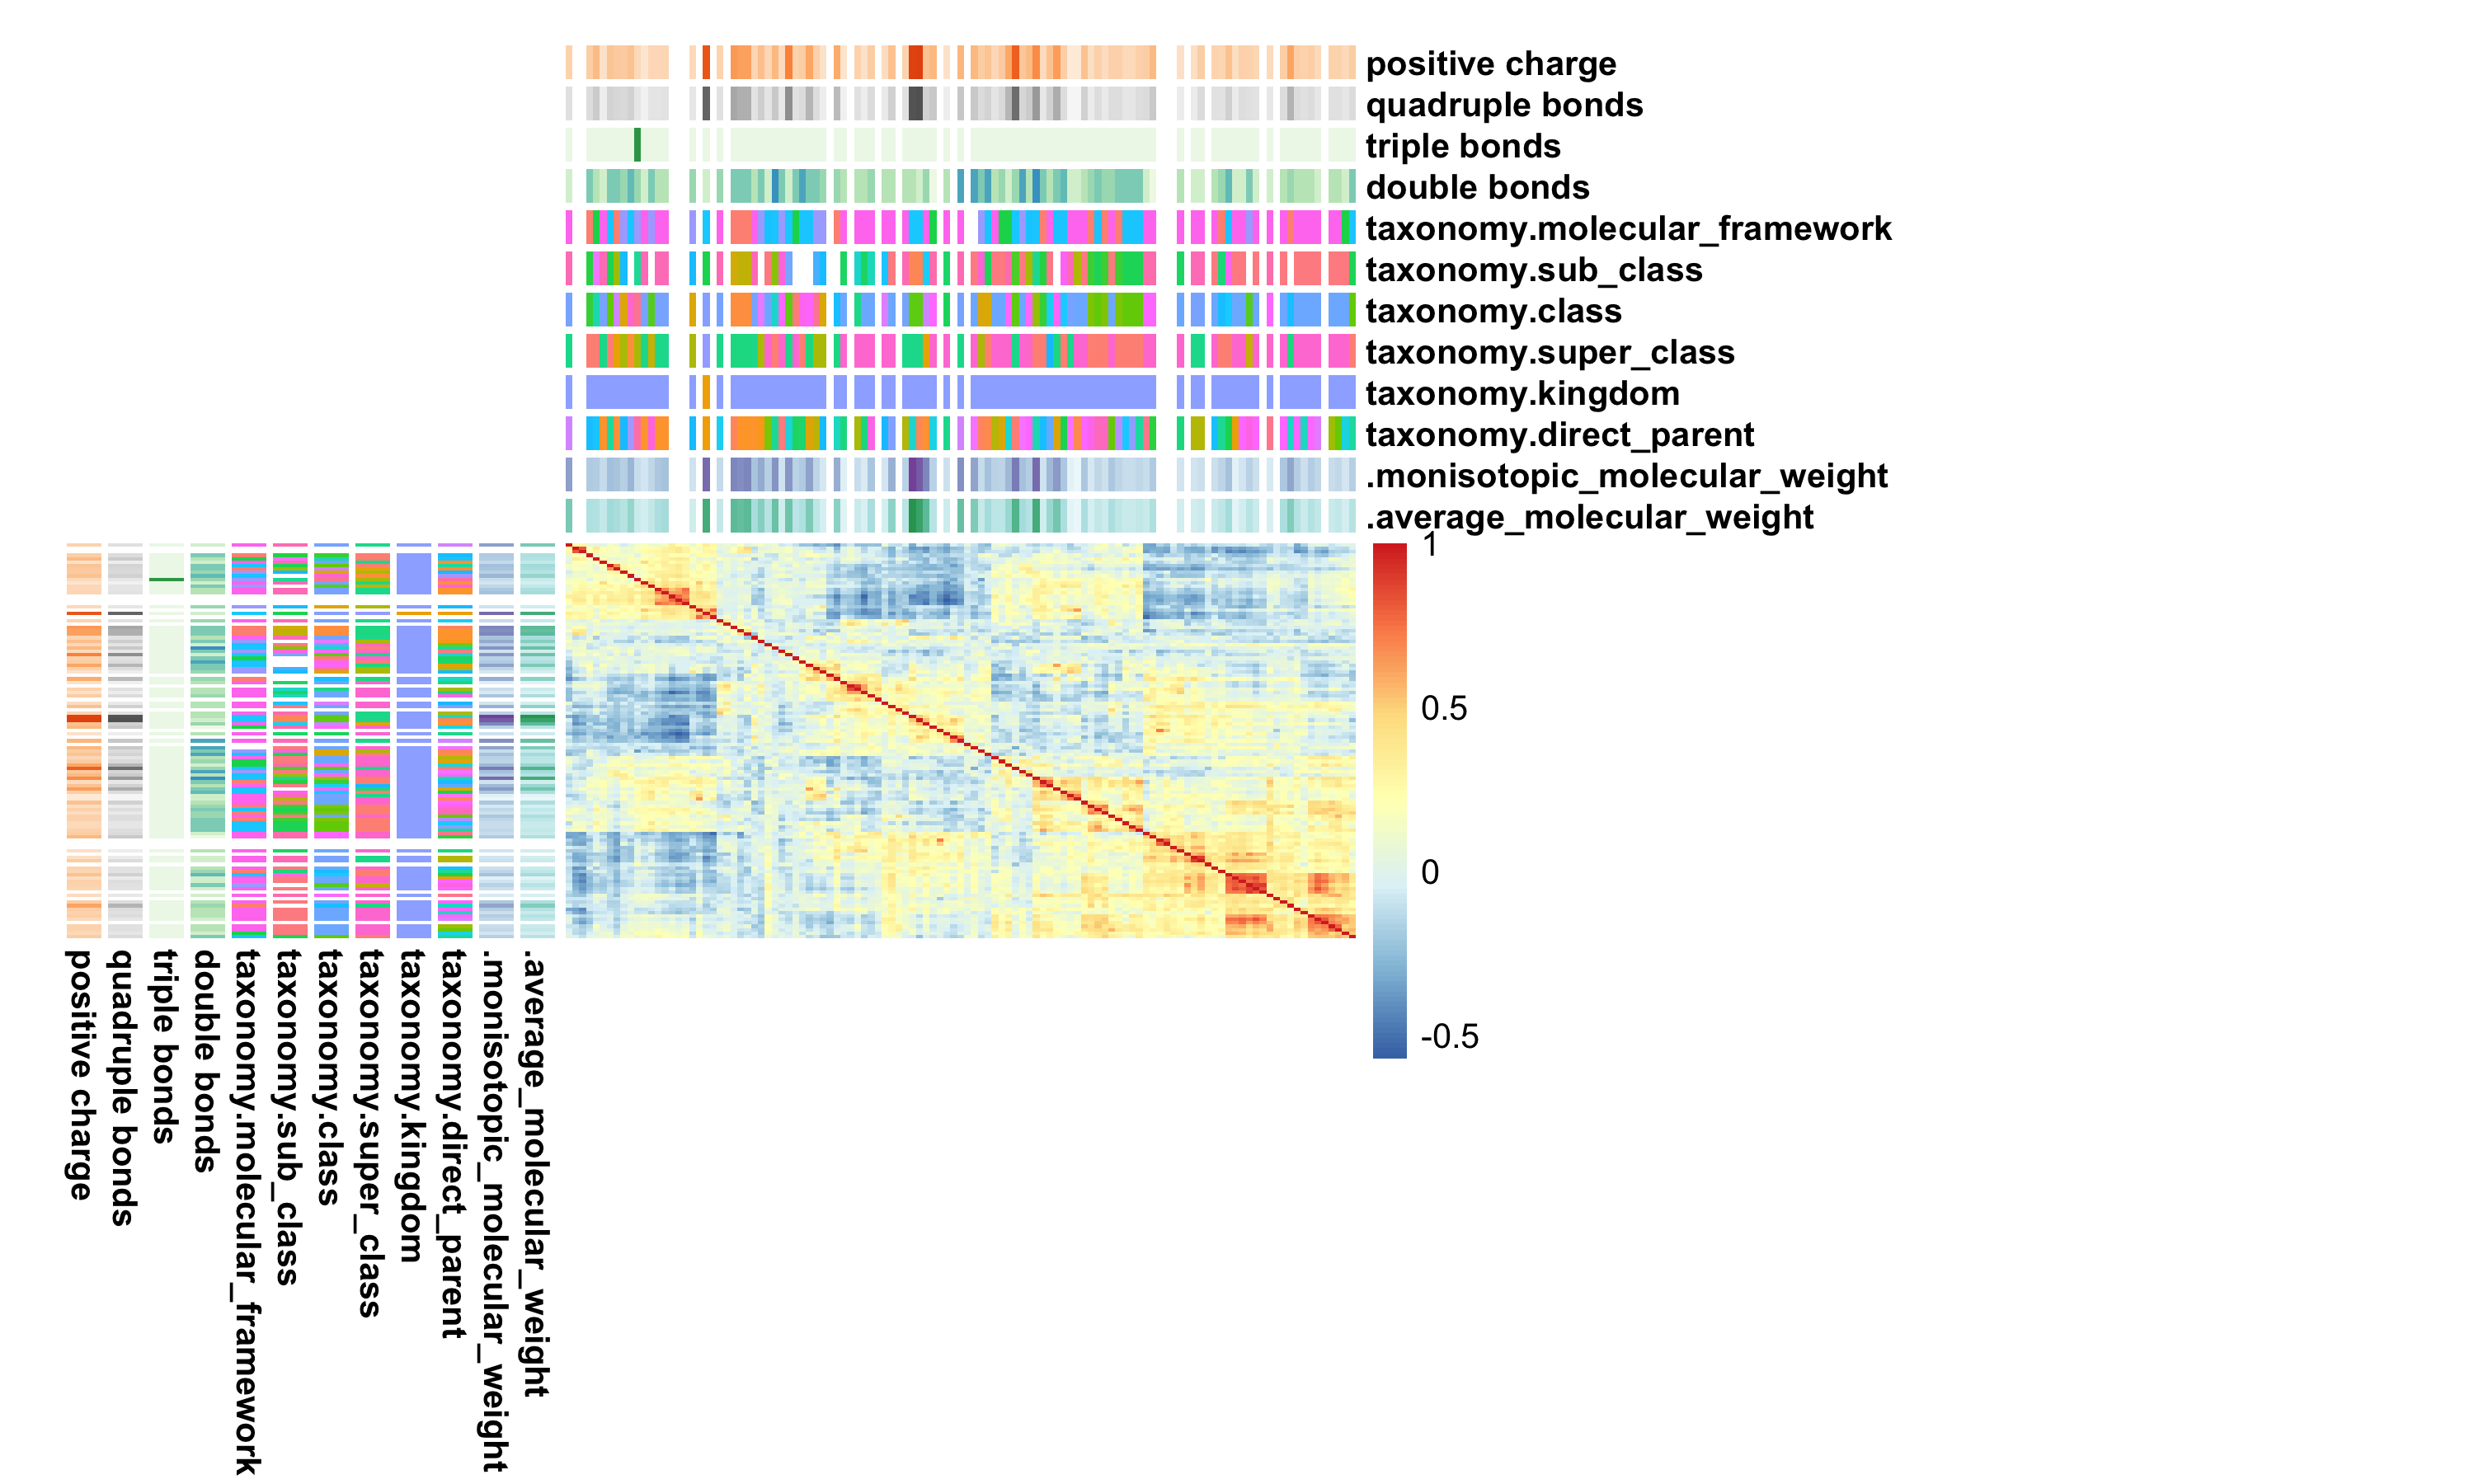 positive charge
quadruple bonds
triple bonds
double bonds
taxonomy.molecular_framework
taxonomy.sub_class
taxonomy.class
taxonomy.super_class
taxonomy.kingdom
taxonomy.direct_parent
.monisotopic_molecular_weight
.average_molecular_weight
1
0.5
0
-0.5
positive charge
quadruple bonds
triple bonds
double bonds
taxonomy.molecular_framework
taxonomy.sub_class
taxonomy.class
taxonomy.super_class
taxonomy.kingdom
taxonomy.direct_parent
.monisotopic_molecular_weight
.average_molecular_weight